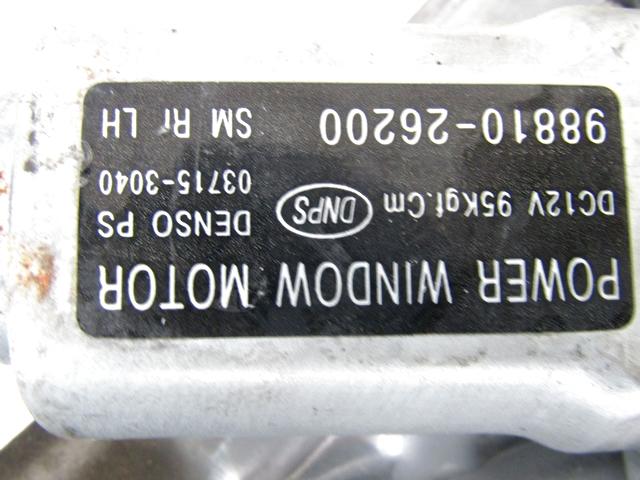 POWER WINDOW MOTOR
DC12V 95Kgf.Cm DNPS DENSO PS
03715-3040
98810-26200 SM Rr LH